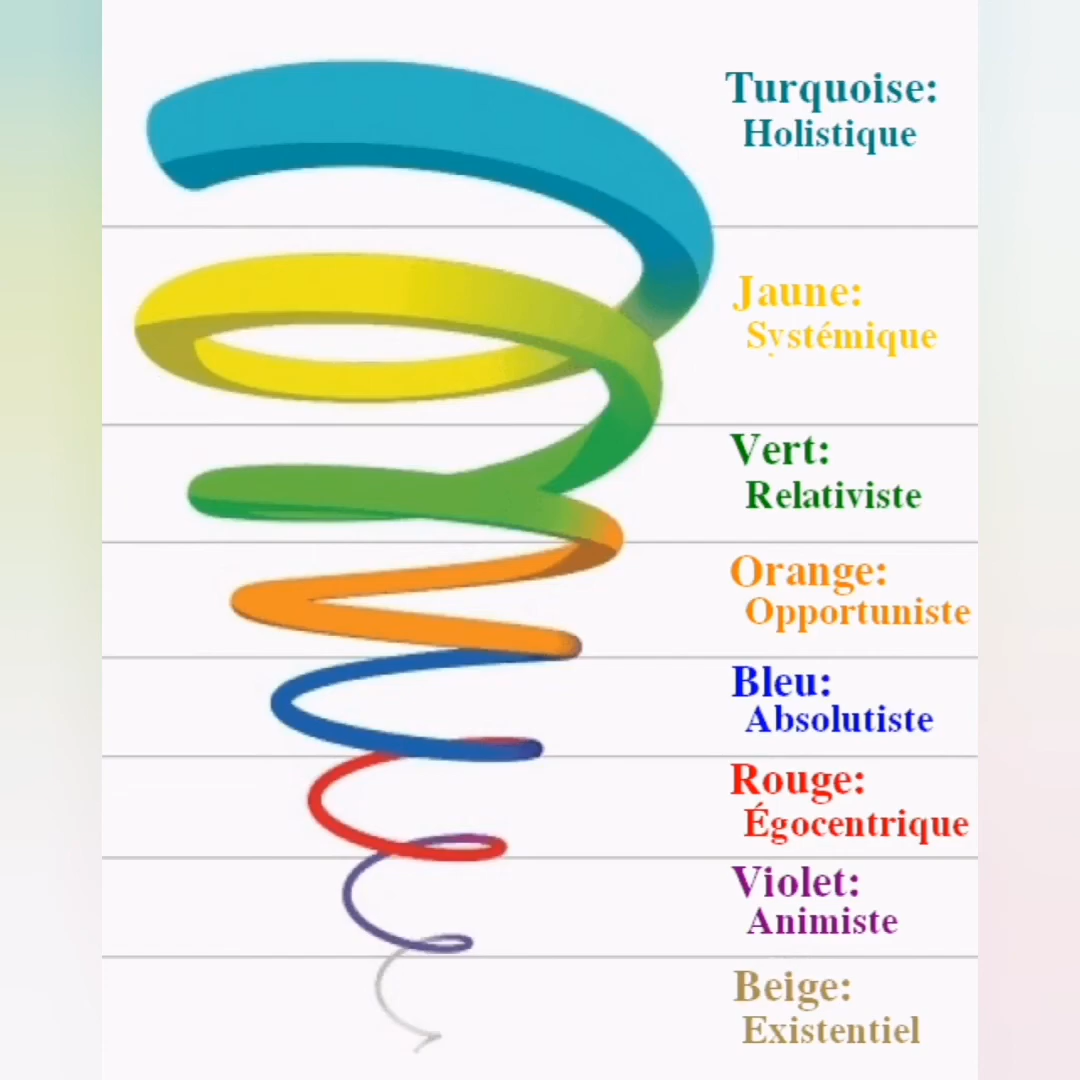 Turquoise:
Holistique
Jaune:
Systémique
Vert:
Relativiste
Orange:
Opportuniste
Bleu:
Absolutiste
Rouge:
Égocentrique
Violet:
Animiste
Beige:
Existentiel